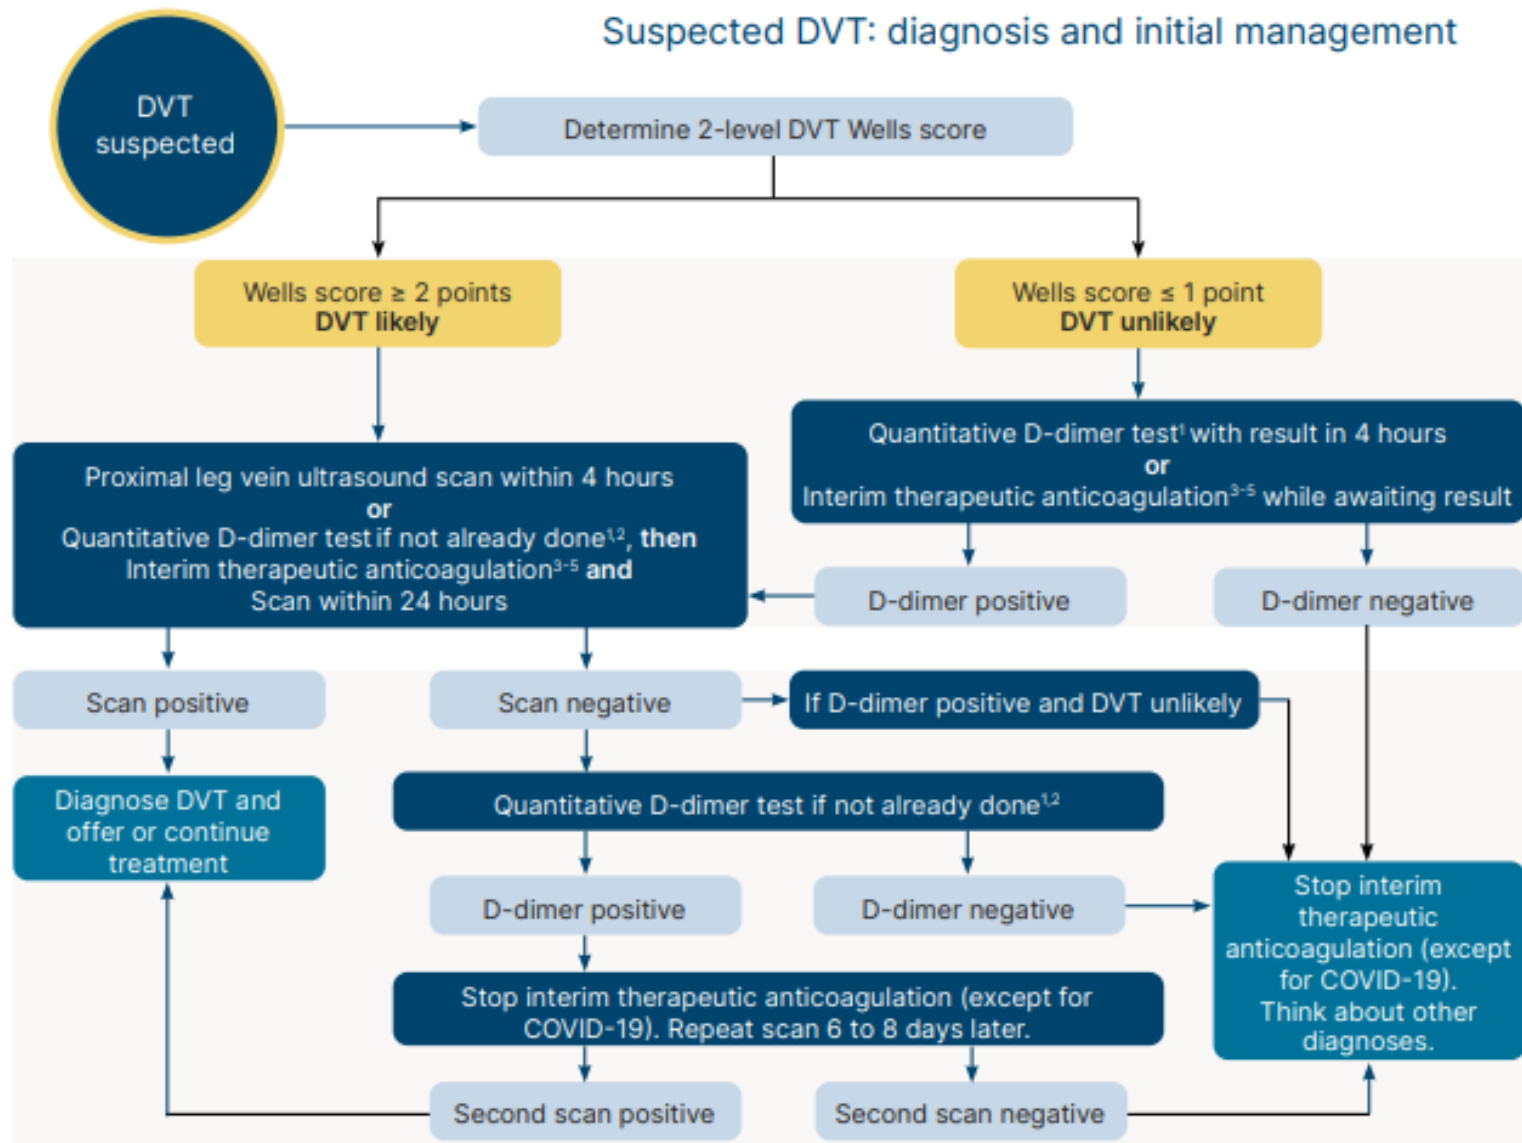 Suspected DVT: diagnosis and initial management
DVT
suspected
Determine 2-level DVT Wells score
Wells score ≥ 2 points
DVT likely
Wells score ≤ 1 point
DVT unlikely
Quantitative D-dimer test¹ with result in 4 hours
or
Interim therapeutic anticoagulation³⁻⁵ while awaiting result
Proximal leg vein ultrasound scan within 4 hours
or
Quantitative D-dimer test if not already done¹,², then
Interim therapeutic anticoagulation³⁻⁵ and
Scan within 24 hours
D-dimer positive
D-dimer negative
Scan positive
Scan negative
If D-dimer positive and DVT unlikely
Diagnose DVT and
offer or continue
treatment
Quantitative D-dimer test if not already done¹,²
D-dimer positive
D-dimer negative
Stop interim
therapeutic
anticoagulation (except
for COVID-19).
Think about other
diagnoses.
Stop interim therapeutic anticoagulation (except for
COVID-19). Repeat scan 6 to 8 days later.
Second scan positive
Second scan negative